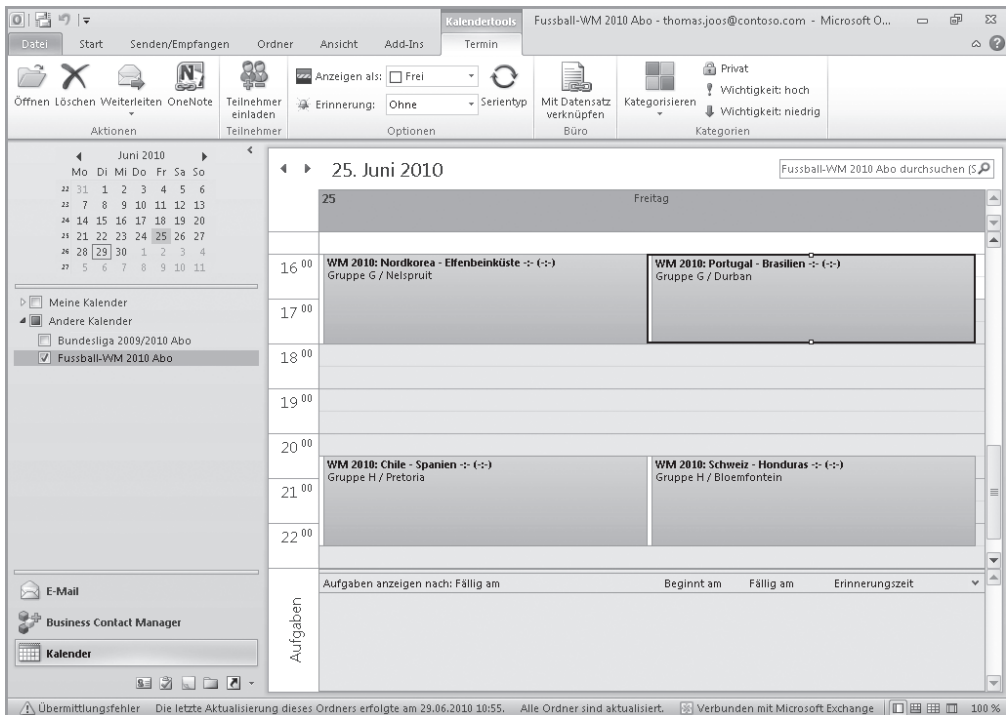 Kalendertools
Fussball-WM 2010 Abo - thomas.joos@contoso.com - Microsoft O...
Datei Start Senden/Empfangen Ordner Ansicht Add-Ins Termin
Öffnen Löschen Weiterleiten OneNote
Aktionen
Teilnehmer einladen
Teilnehmer
Anzeigen als: Frei
Erinnerung: Ohne
Serientyp
Optionen
Mit Datensatz verknüpfen
Büro
Kategorisieren
Privat
Wichtigkeit: hoch
Wichtigkeit: niedrig
Kategorien
Juni 2010
Mo Di Mi Do Fr Sa So
22 31 1 2 3 4 5 6
23 7 8 9 10 11 12 13
24 14 15 16 17 18 19 20
25 21 22 23 24 25 26 27
26 28 29 30 1 2 3 4
27 5 6 7 8 9 10 11
Meine Kalender
Andere Kalender
Bundesliga 2009/2010 Abo
Fussball-WM 2010 Abo
E-Mail
Business Contact Manager
Kalender
25. Juni 2010
Fussball-WM 2010 Abo durchsuchen (S
25 Freitag
16 00
WM 2010: Nordkorea - Elfenbeinküste -:- (-:-)
Gruppe G / Nelspruit
WM 2010: Portugal - Brasilien -:- (-:-)
Gruppe G / Durban
17 00
18 00
19 00
20 00
WM 2010: Chile - Spanien -:- (-:-)
Gruppe H / Pretoria
WM 2010: Schweiz - Honduras -:- (-:-)
Gruppe H / Bloemfontein
21 00
22 00
Aufgaben
Aufgaben anzeigen nach: Fällig am Beginnt am Fällig am Erinnerungszeit
Übermittlungsfehler Die letzte Aktualisierung dieses Ordners erfolgte am 29.06.2010 10:55. Alle Ordner sind aktualisiert. Verbunden mit Microsoft Exchange 100 %